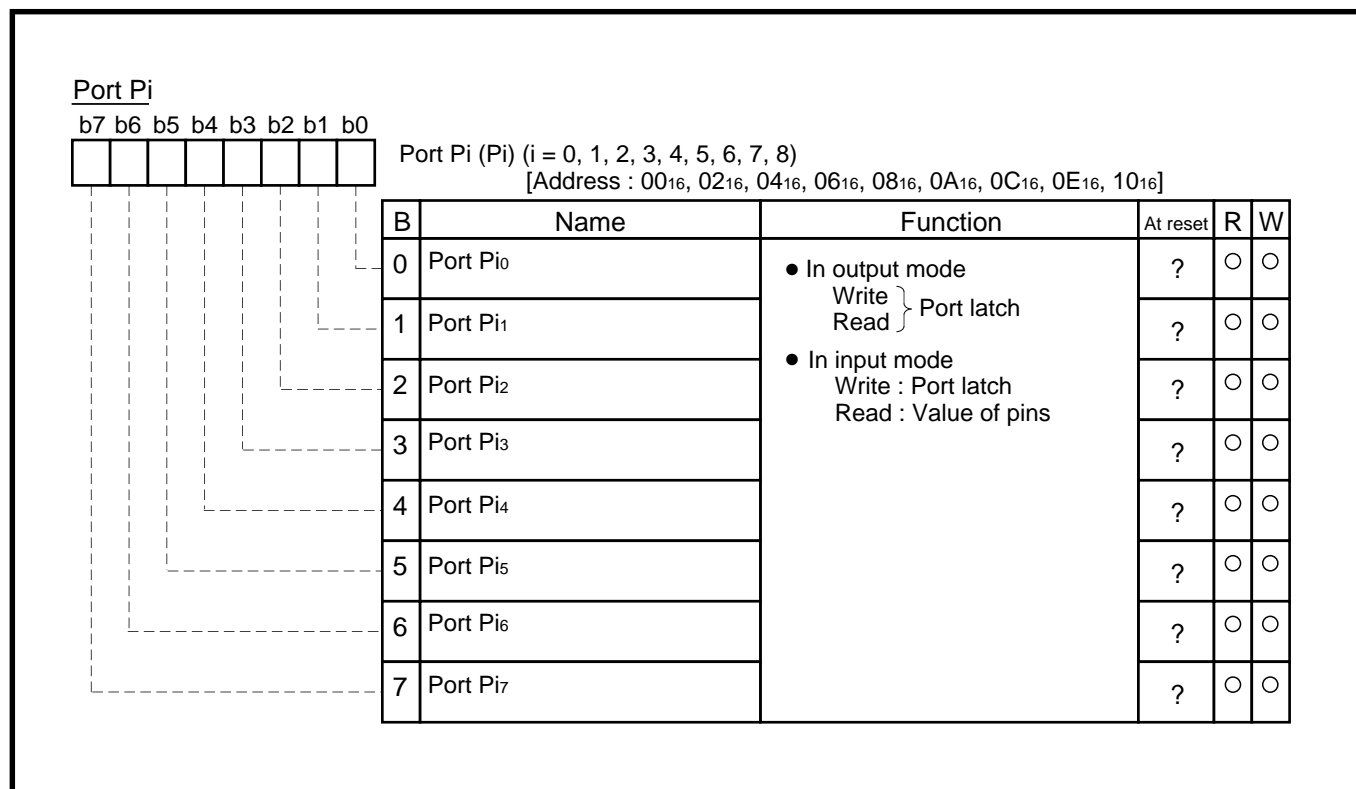 Port Pi
b7 b6 b5 b4 b3 b2 b1 b0
Port Pi (Pi) (i = 0, 1, 2, 3, 4, 5, 6, 7, 8)
[Address : 00₁₆, 02₁₆, 04₁₆, 06₁₆, 08₁₆, 0A₁₆, 0C₁₆, 0E₁₆, 10₁₆]
B Name Function At reset R W
0 Port Pi₀ ? ○ ○
● In output mode
Write
Read } Port latch
1 Port Pi₁ ? ○ ○
● In input mode
Write : Port latch
Read : Value of pins
2 Port Pi₂ ? ○ ○
3 Port Pi₃ ? ○ ○
4 Port Pi₄ ? ○ ○
5 Port Pi₅ ? ○ ○
6 Port Pi₆ ? ○ ○
7 Port Pi₇ ? ○ ○